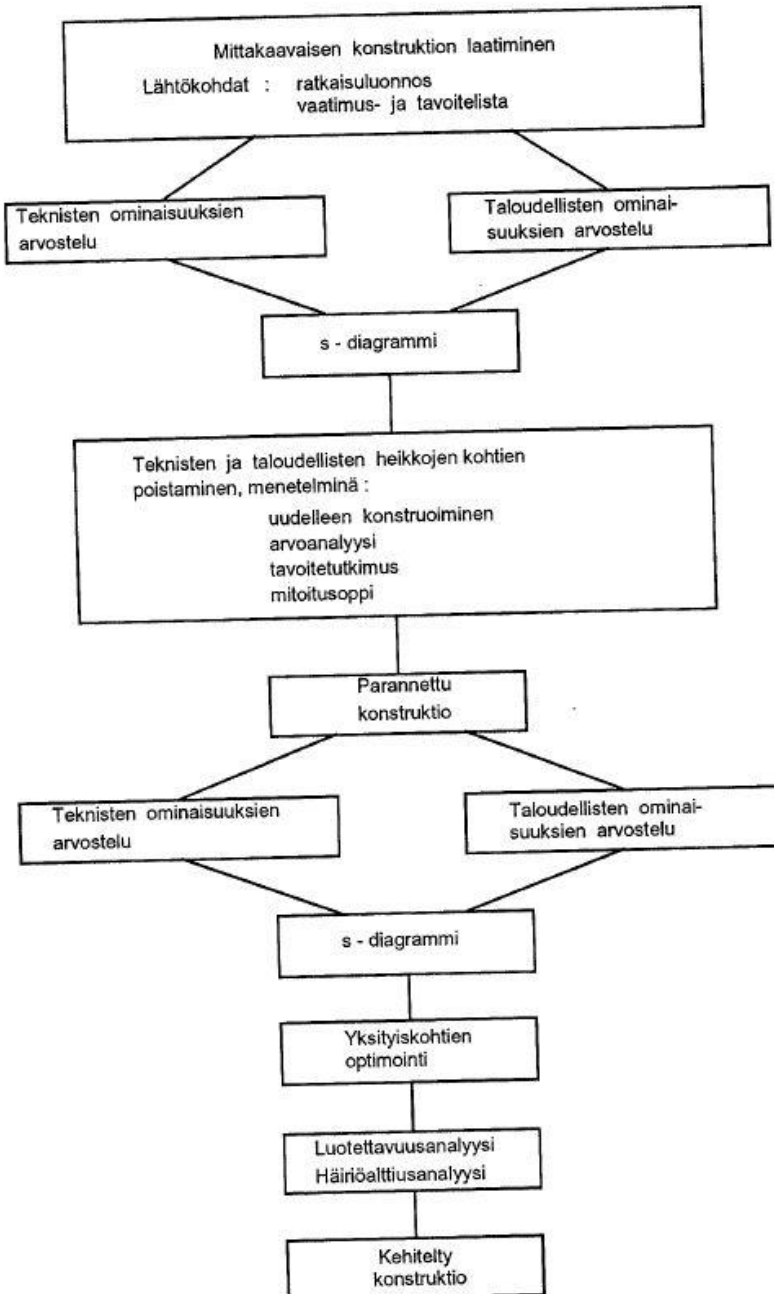 Mittakaavaisen konstruktion laatiminen
Lähtökohdat : ratkaisuluonnos
vaatimus- ja tavoitelista
Teknisten ominaisuuksien
arvostelu
Taloudellisten ominai-
suuksien arvostelu
s - diagrammi
Teknisten ja taloudellisten heikkojen kohtien
poistaminen, menetelminä :
uudelleen konstruoiminen
arvoanalyysi
tavoitetutkimus
mitoitusoppi
Parannettu
konstruktio
Teknisten ominaisuuksien
arvostelu
Taloudellisten ominai-
suuksien arvostelu
s - diagrammi
Yksityiskohtien
optimointi
Luotettavuusanalyysi
Häiriöalttiusanalyysi
Kehitelty
konstruktio